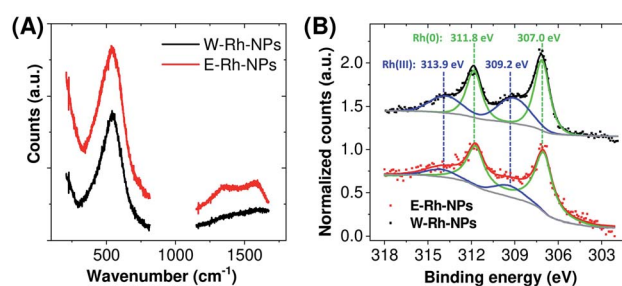 (A)
W-Rh-NPs
E-Rh-NPs
Counts (a.u.)
500
1000
1500
Wavenumber (cm⁻¹)
(B)
Rh(0): 311.8 eV 307.0 eV
Rh(III): 313.9 eV 309.2 eV
Normalized counts (a.u.)
2.0
1.5
1.0
0.5
0.0
E-Rh-NPs
W-Rh-NPs
318
315
312
309
306
303
Binding energy (eV)